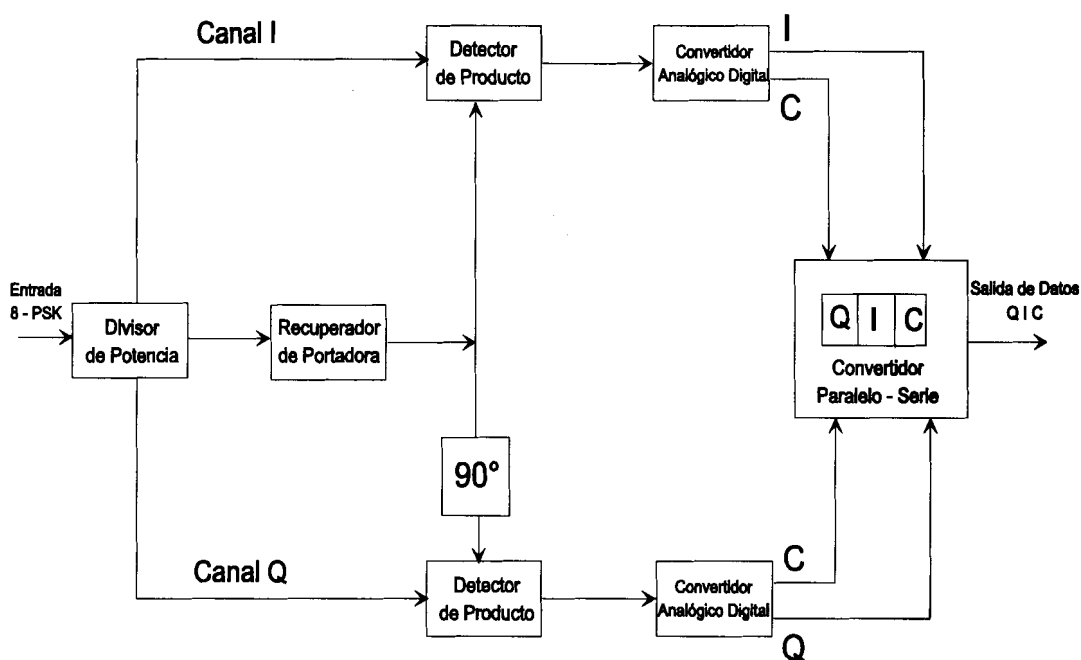 Canal I
Detector
de Producto
Convertidor
Analógico Digital
I
C
Entrada
8 - PSK
Divisor
de Potencia
Recuperador
de Portadora
Q I C
Convertidor
Paralelo - Serie
Salida de Datos
Q I C
90°
Canal Q
Detector
de Producto
Convertidor
Analógico Digital
C
Q